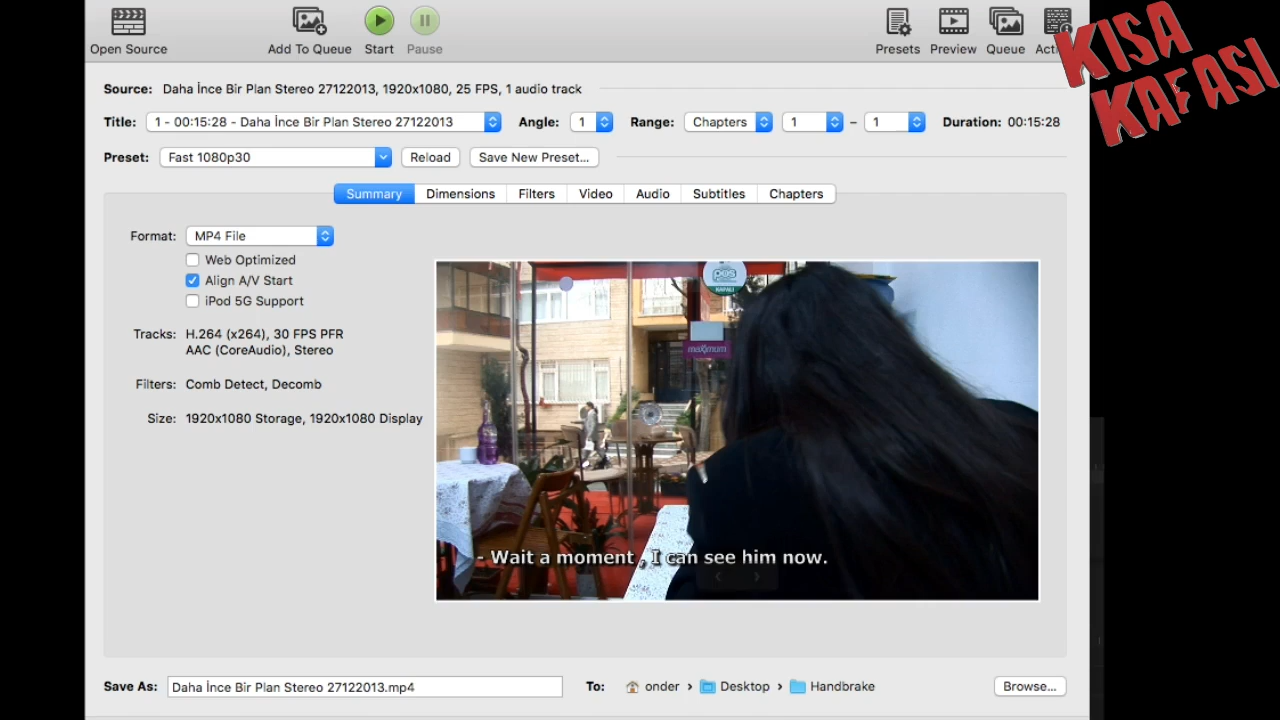 Open Source
Add To Queue
Start
Pause
Presets
Preview
Queue
KISA
KAFASI
Source: Daha İnce Bir Plan Stereo 27122013, 1920x1080, 25 FPS, 1 audio track
Title: 1 - 00:15:28 - Daha İnce Bir Plan Stereo 27122013 Angle: 1 Range: Chapters 1 – 1 Duration: 00:15:28
Preset: Fast 1080p30 Reload Save New Preset...
Summary Dimensions Filters Video Audio Subtitles Chapters
Format: MP4 File
Web Optimized
Align A/V Start
iPod 5G Support
Tracks: H.264 (x264), 30 FPS PFR
AAC (CoreAudio), Stereo
Filters: Comb Detect, Decomb
Size: 1920x1080 Storage, 1920x1080 Display
pos
KAPALI
maximum
- Wait a moment , I can see him now.
Save As: Daha İnce Bir Plan Stereo 27122013.mp4 To: onder › Desktop › Handbrake Browse...